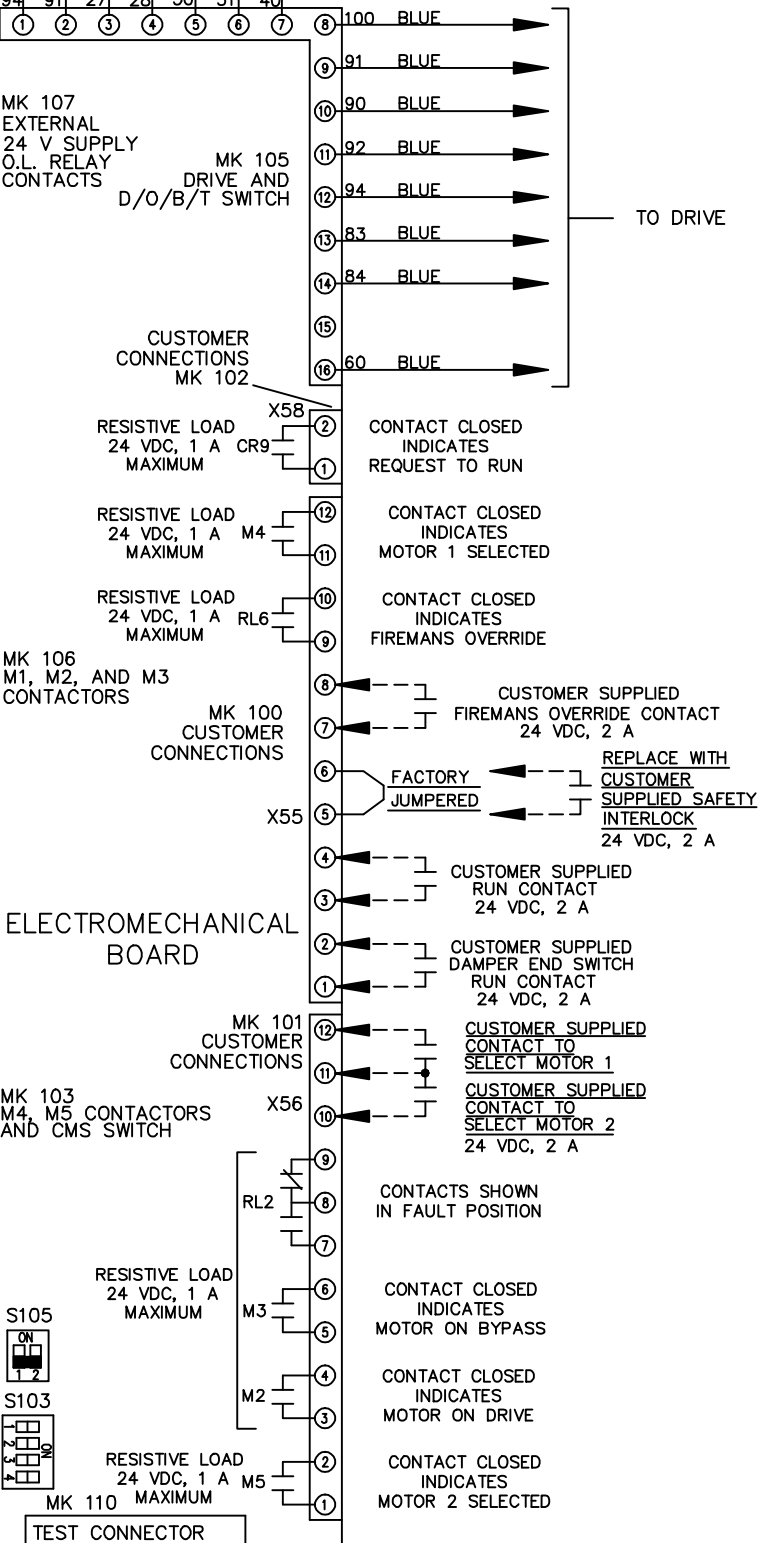 94 91 27 28 30 31 40
1 2 3 4 5 6 7 8 100 BLUE
9 91 BLUE
MK 107
EXTERNAL
24 V SUPPLY
O.L. RELAY
CONTACTS
10 90 BLUE
MK 105
DRIVE AND
D/O/B/T SWITCH
11 92 BLUE
12 94 BLUE
TO DRIVE
13 83 BLUE
14 84 BLUE
15
16 60 BLUE
CUSTOMER
CONNECTIONS
MK 102
X58
RESISTIVE LOAD
24 VDC, 1 A
MAXIMUM
CR9
2
1
CONTACT CLOSED
INDICATES
REQUEST TO RUN
RESISTIVE LOAD
24 VDC, 1 A
MAXIMUM
M4
12
11
CONTACT CLOSED
INDICATES
MOTOR 1 SELECTED
RESISTIVE LOAD
24 VDC, 1 A
MAXIMUM
RL6
10
9
CONTACT CLOSED
INDICATES
FIREMANS OVERRIDE
MK 106
M1, M2, AND M3
CONTACTORS
MK 100
CUSTOMER
CONNECTIONS
8
7
CUSTOMER SUPPLIED
FIREMANS OVERRIDE CONTACT
24 VDC, 2 A
X55
6
5
FACTORY
JUMPERED
REPLACE WITH
CUSTOMER
SUPPLIED SAFETY
INTERLOCK
24 VDC, 2 A
4
3
CUSTOMER SUPPLIED
RUN CONTACT
24 VDC, 2 A
ELECTROMECHANICAL
BOARD
2
1
CUSTOMER SUPPLIED
DAMPER END SWITCH
RUN CONTACT
24 VDC, 2 A
MK 101
CUSTOMER
CONNECTIONS
X56
12
11
10
CUSTOMER SUPPLIED
CONTACT TO
SELECT MOTOR 1
CUSTOMER SUPPLIED
CONTACT TO
SELECT MOTOR 2
24 VDC, 2 A
MK 103
M4, M5 CONTACTORS
AND CMS SWITCH
RL2
9
8
7
CONTACTS SHOWN
IN FAULT POSITION
RESISTIVE LOAD
24 VDC, 1 A
MAXIMUM
M3
6
5
CONTACT CLOSED
INDICATES
MOTOR ON BYPASS
S105
ON
1 2
M2
4
3
CONTACT CLOSED
INDICATES
MOTOR ON DRIVE
S103
1
2
3
4
ON
RESISTIVE LOAD
24 VDC, 1 A
MAXIMUM
M5
2
1
CONTACT CLOSED
INDICATES
MOTOR 2 SELECTED
MK 110
TEST CONNECTOR